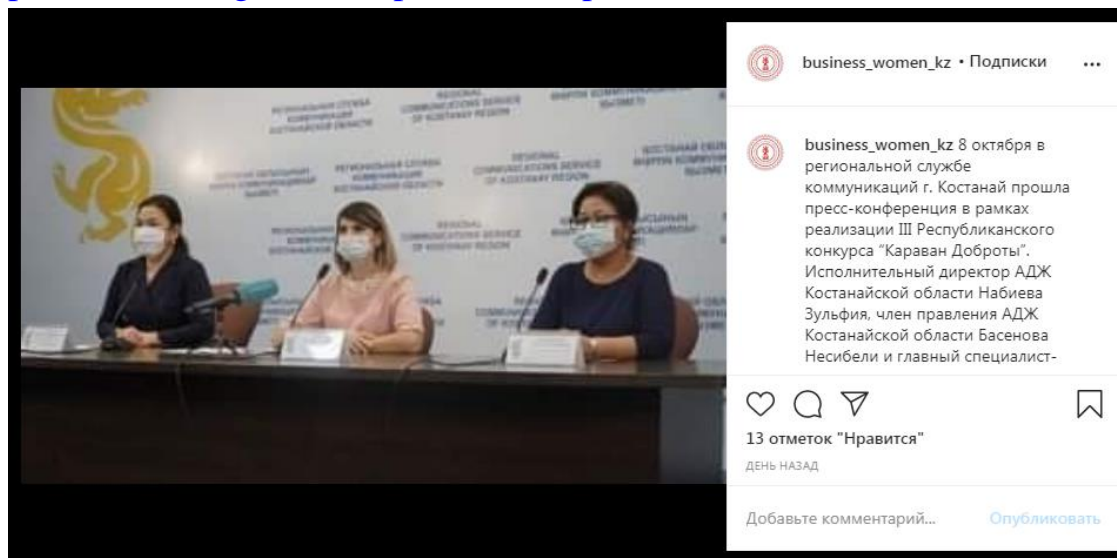 business_women_kz • Подписки
business_women_kz 8 октября в
региональной службе
коммуникаций г. Костанай прошла
пресс-конференция в рамках
реализации III Республиканского
конкурса "Караван Доброты".
Исполнительный директор АДЖ
Костанайской области Набиева
Зульфия, член правления АДЖ
Костанайской области Басенова
Несибели и главный специалист-
13 отметок "Нравится"
ДЕНЬ НАЗАД
Добавьте комментарий...
Опубликовать
РЕГИОНАЛЬНАЯ СЛУЖБА
КОММУНИКАЦИЙ
КОСТАНАЙСКОЙ ОБЛАСТИ
REGIONAL
COMMUNICATIONS SERVICE
OF KOSTANAY REGION